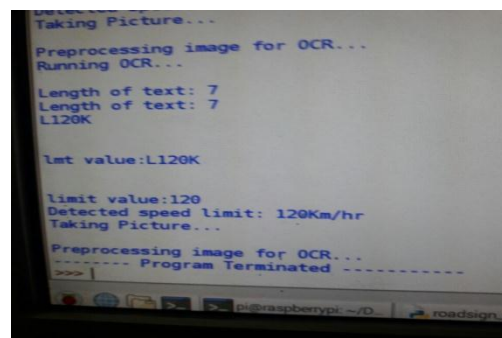 Taking Picture...
Preprocessing image for OCR...
Running OCR...
Length of text: 7
Length of text: 7
L120K
lmt value:L120K
limit value:120
Detected speed limit: 120Km/hr
Taking Picture...
Preprocessing image for OCR...
-------- Program Terminated -----------
>>>
pi@raspberrypi: ~/D...
roadsign_